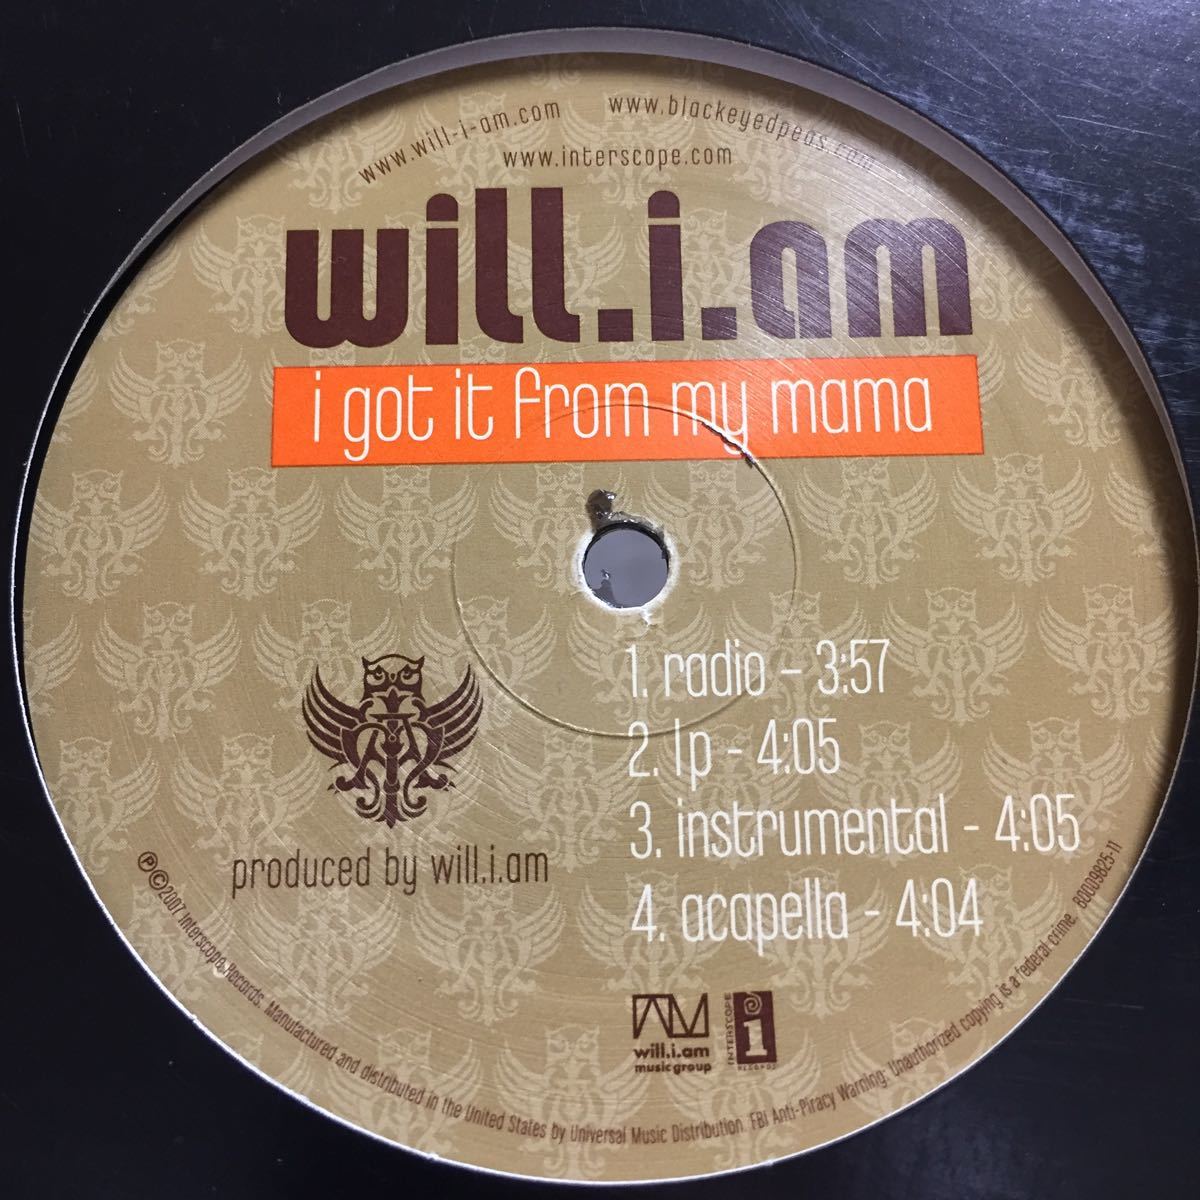 www.will-i-am.com
www.blackeyedpeas.com
www.interscope.com
will.i.am
i got it from my mama
1. radio - 3:57
2. lp - 4:05
3. instrumental - 4:05
4. acapella - 4:04
produced by will.i.am
will.i.am
music group
INTERSCOPE
i
RECORDS
℗©2007 Interscope Records. Manufactured and distributed in the United States by Universal Music Distribution. FBI Anti-Piracy Warning: Unauthorized copying is a federal crime. B0009825-11